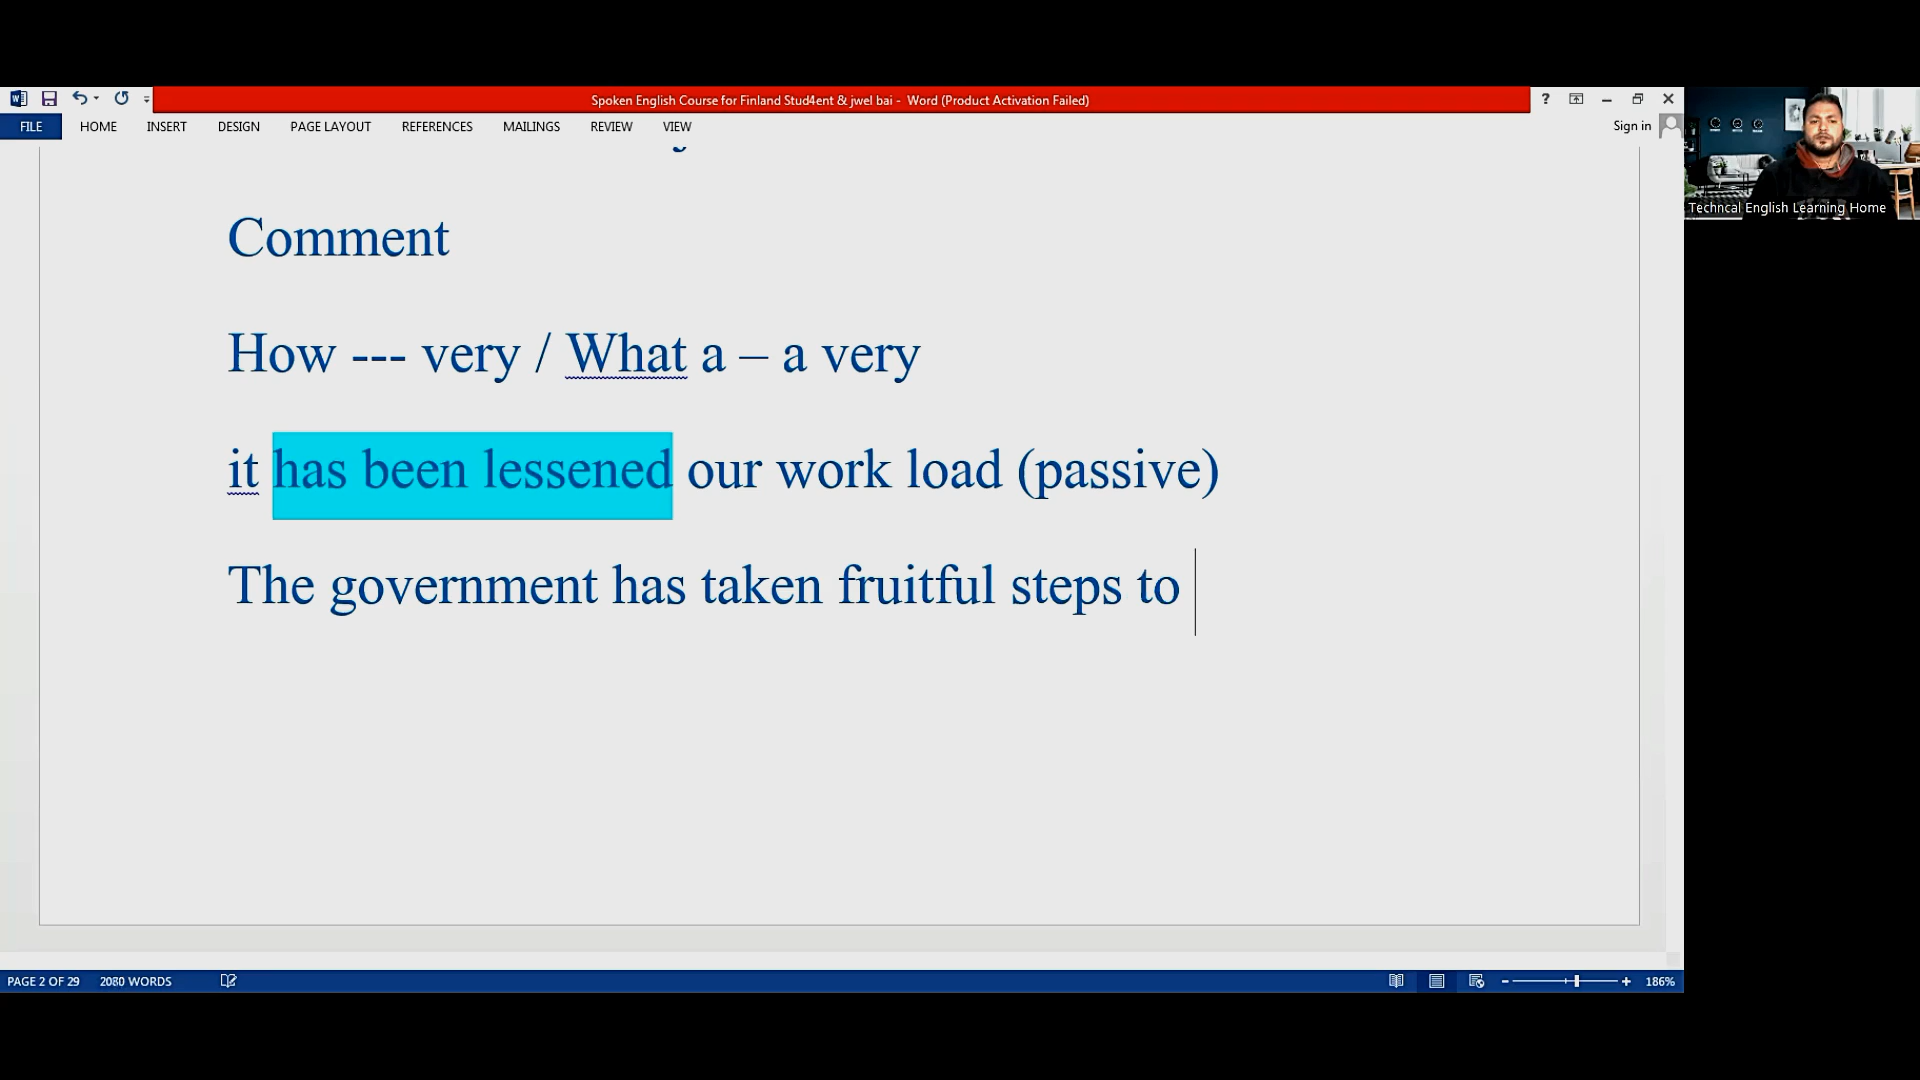 Spoken English Course for Finland Stud4ent & jwel bai - Word (Product Activation Failed)
?
FILE HOME INSERT DESIGN PAGE LAYOUT REFERENCES MAILINGS REVIEW VIEW
Sign in
Comment
How --- very / What a – a very
it has been lessened our work load (passive)
The government has taken fruitful steps to
Techncal English Learning Home
PAGE 2 OF 29 2080 WORDS
186%